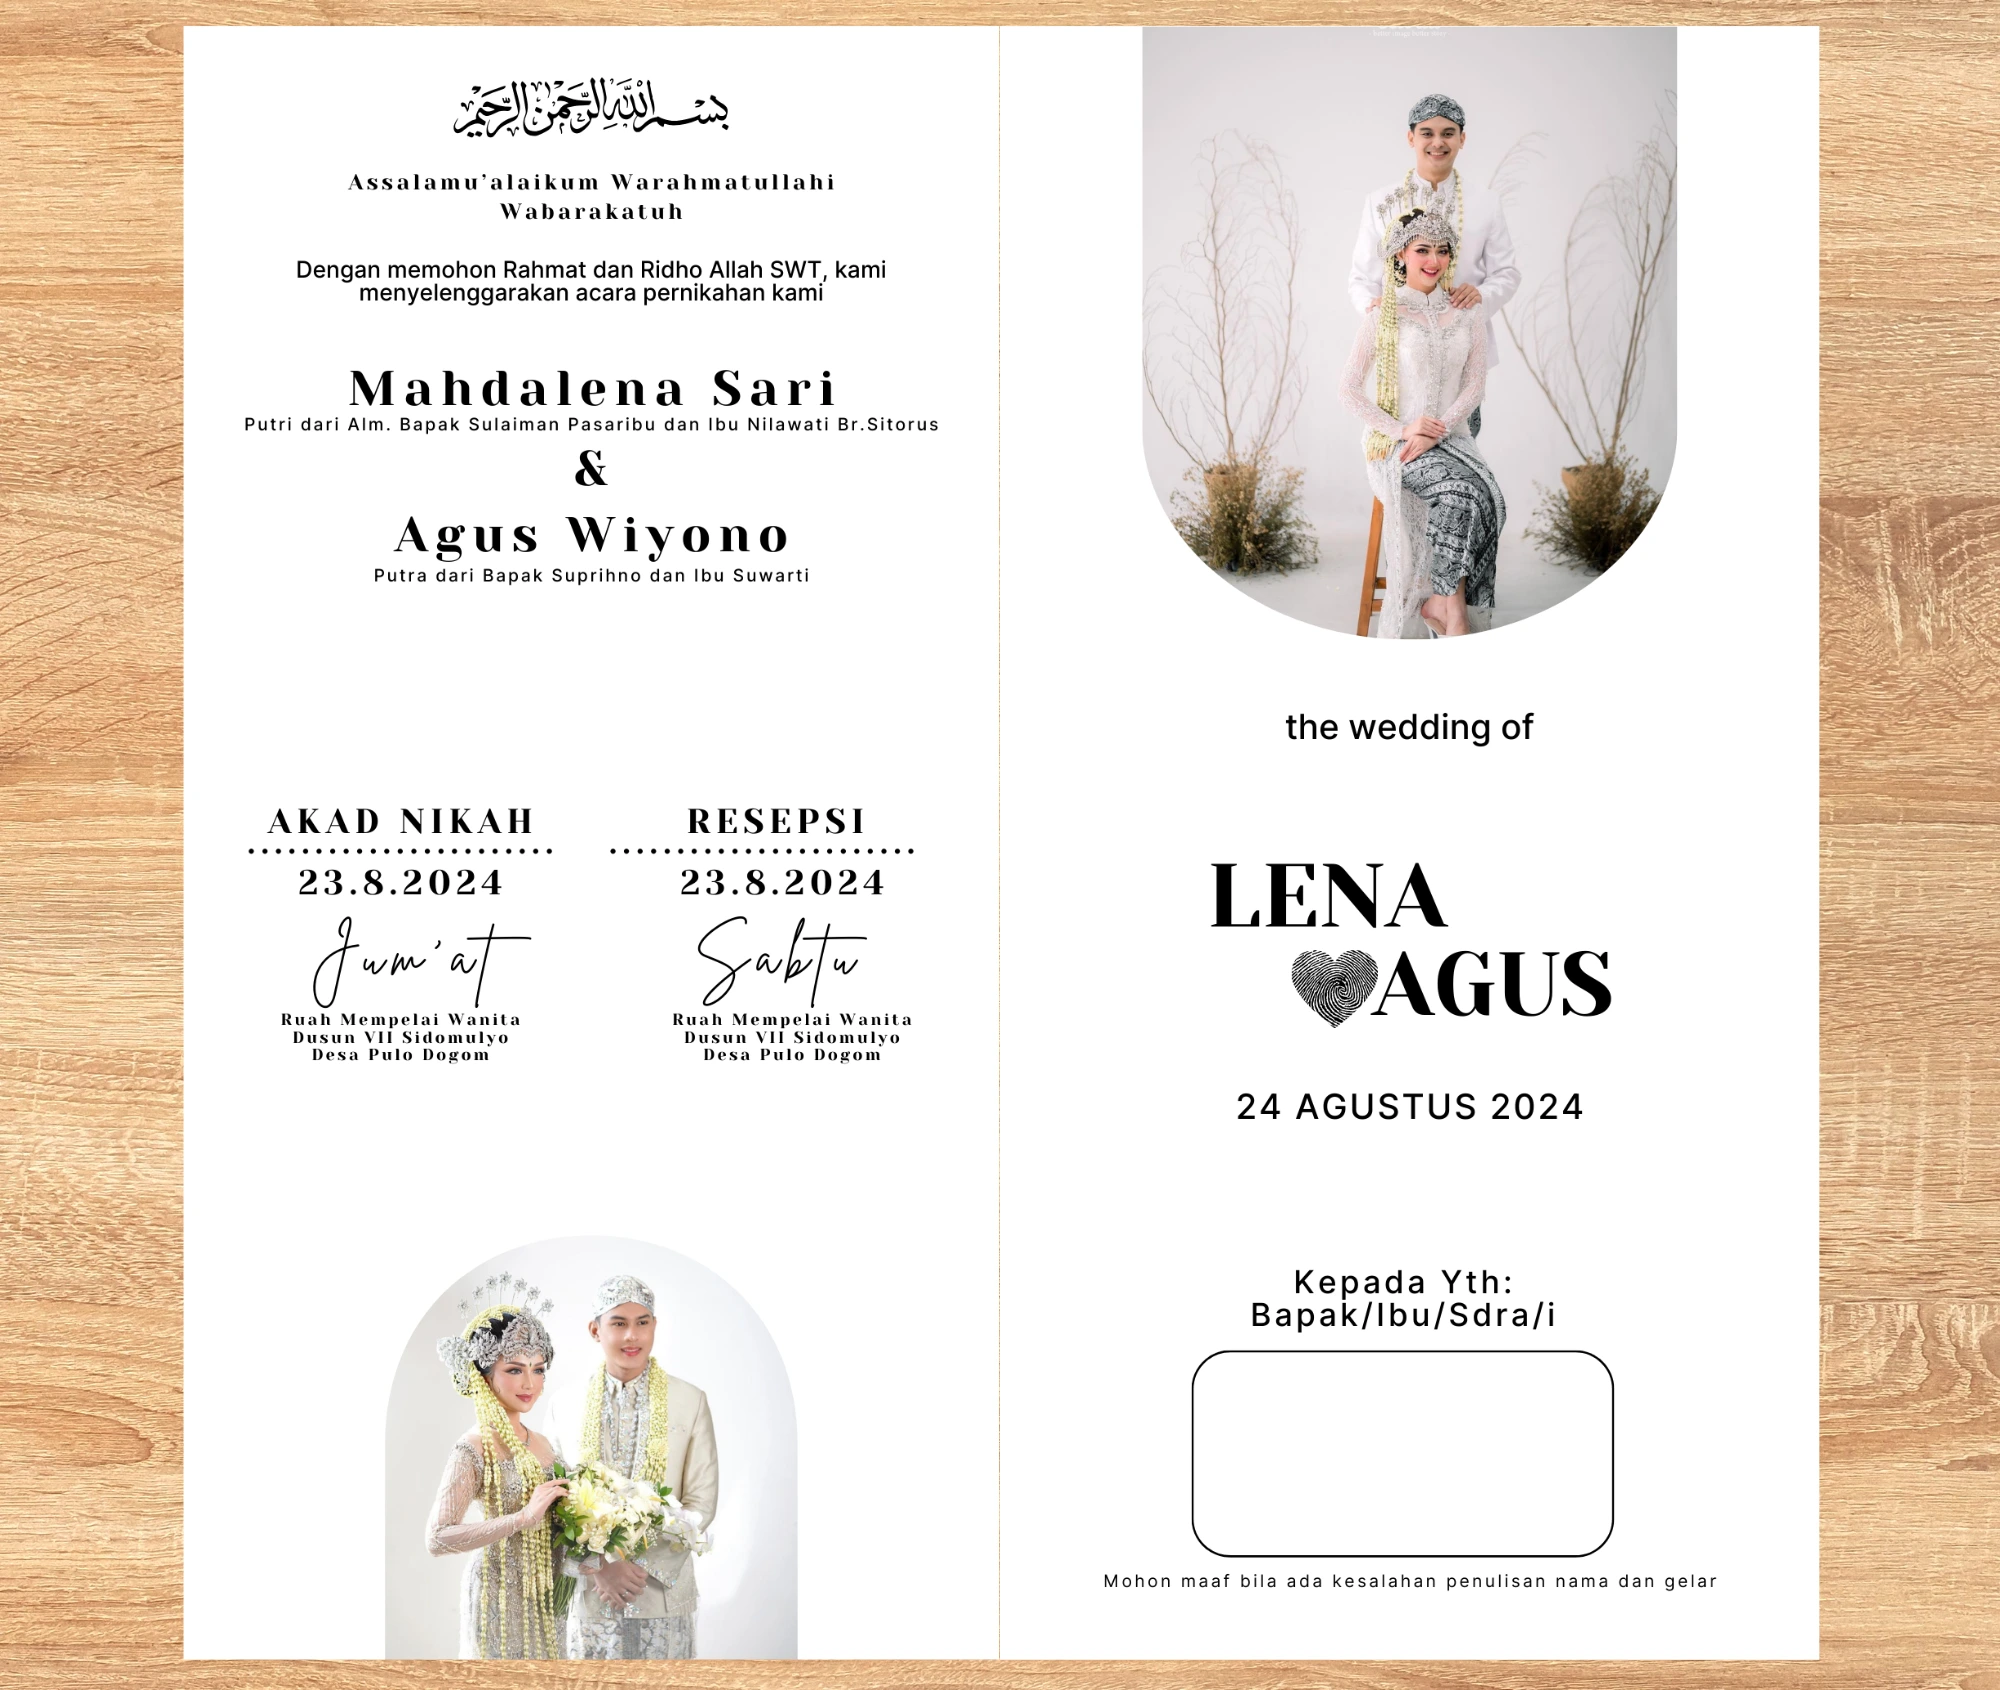 بسم الله الرحمن الرحيم
Assalamu’alaikum Warahmatullahi
Wabarakatuh
Dengan memohon Rahmat dan Ridho Allah SWT, kami
menyelenggarakan acara pernikahan kami
Mahdalena Sari
Putri dari Alm. Bapak Sulaiman Pasaribu dan Ibu Nilawati Br.Sitorus
&
Agus Wiyono
Putra dari Bapak Suprihno dan Ibu Suwarti
AKAD NIKAH
23.8.2024
Jum’at
Ruah Mempelai Wanita
Dusun VII Sidomulyo
Desa Pulo Dogom
RESEPSI
23.8.2024
Sabtu
Ruah Mempelai Wanita
Dusun VII Sidomulyo
Desa Pulo Dogom
the wedding of
LENA
AGUS
24 AGUSTUS 2024
Kepada Yth:
Bapak/Ibu/Sdra/i
Mohon maaf bila ada kesalahan penulisan nama dan gelar